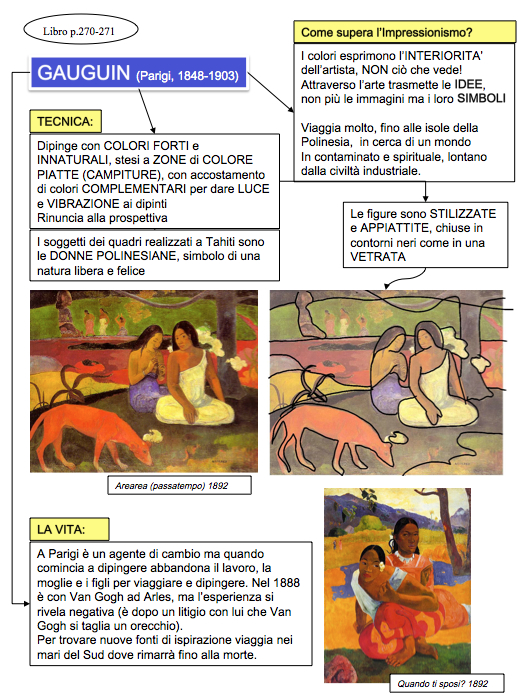 Libro p.270-271
GAUGUIN (Parigi, 1848-1903)
Come supera l'Impressionismo?
I colori esprimono l'INTERIORITA'
dell'artista, NON ciò che vede!
Attraverso l'arte trasmette le IDEE,
non più le immagini ma i loro SIMBOLI
Viaggia molto, fino alle isole della
Polinesia, in cerca di un mondo
In contaminato e spirituale, lontano
dalla civiltà industriale.
TECNICA:
Dipinge con COLORI FORTI e
INNATURALI, stesi a ZONE di COLORE
PIATTE (CAMPITURE), con accostamento
di colori COMPLEMENTARI per dare LUCE
e VIBRAZIONE ai dipinti
Rinuncia alla prospettiva
I soggetti dei quadri realizzati a Tahiti sono
le DONNE POLINESIANE, simbolo di una
natura libera e felice
Le figure sono STILIZZATE
e APPIATTITE, chiuse in
contorni neri come in una
VETRATA
Arearea (passatempo) 1892
LA VITA:
A Parigi è un agente di cambio ma quando
comincia a dipingere abbandona il lavoro, la
moglie e i figli per viaggiare e dipingere. Nel 1888
è con Van Gogh ad Arles, ma l'esperienza si
rivela negativa (è dopo un litigio con lui che Van
Gogh si taglia un orecchio).
Per trovare nuove fonti di ispirazione viaggia nei
mari del Sud dove rimarrà fino alla morte.
Quando ti sposi? 1892